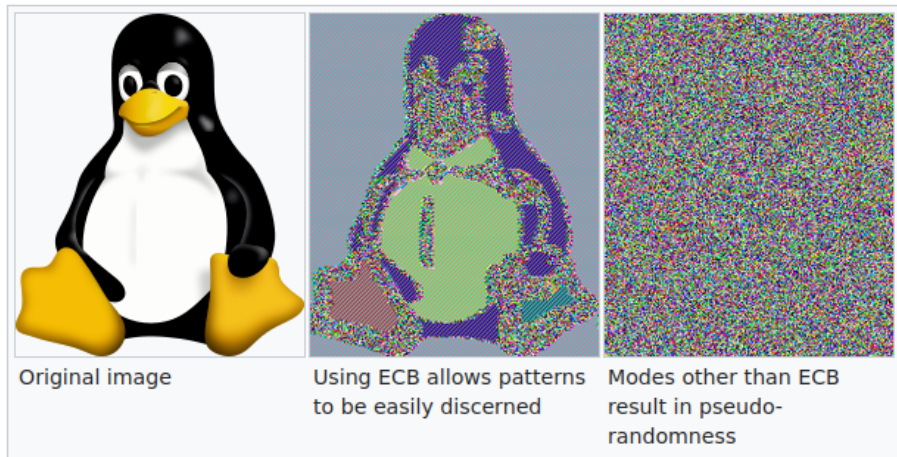 Original image
Using ECB allows patterns
to be easily discerned
Modes other than ECB
result in pseudo-
randomness